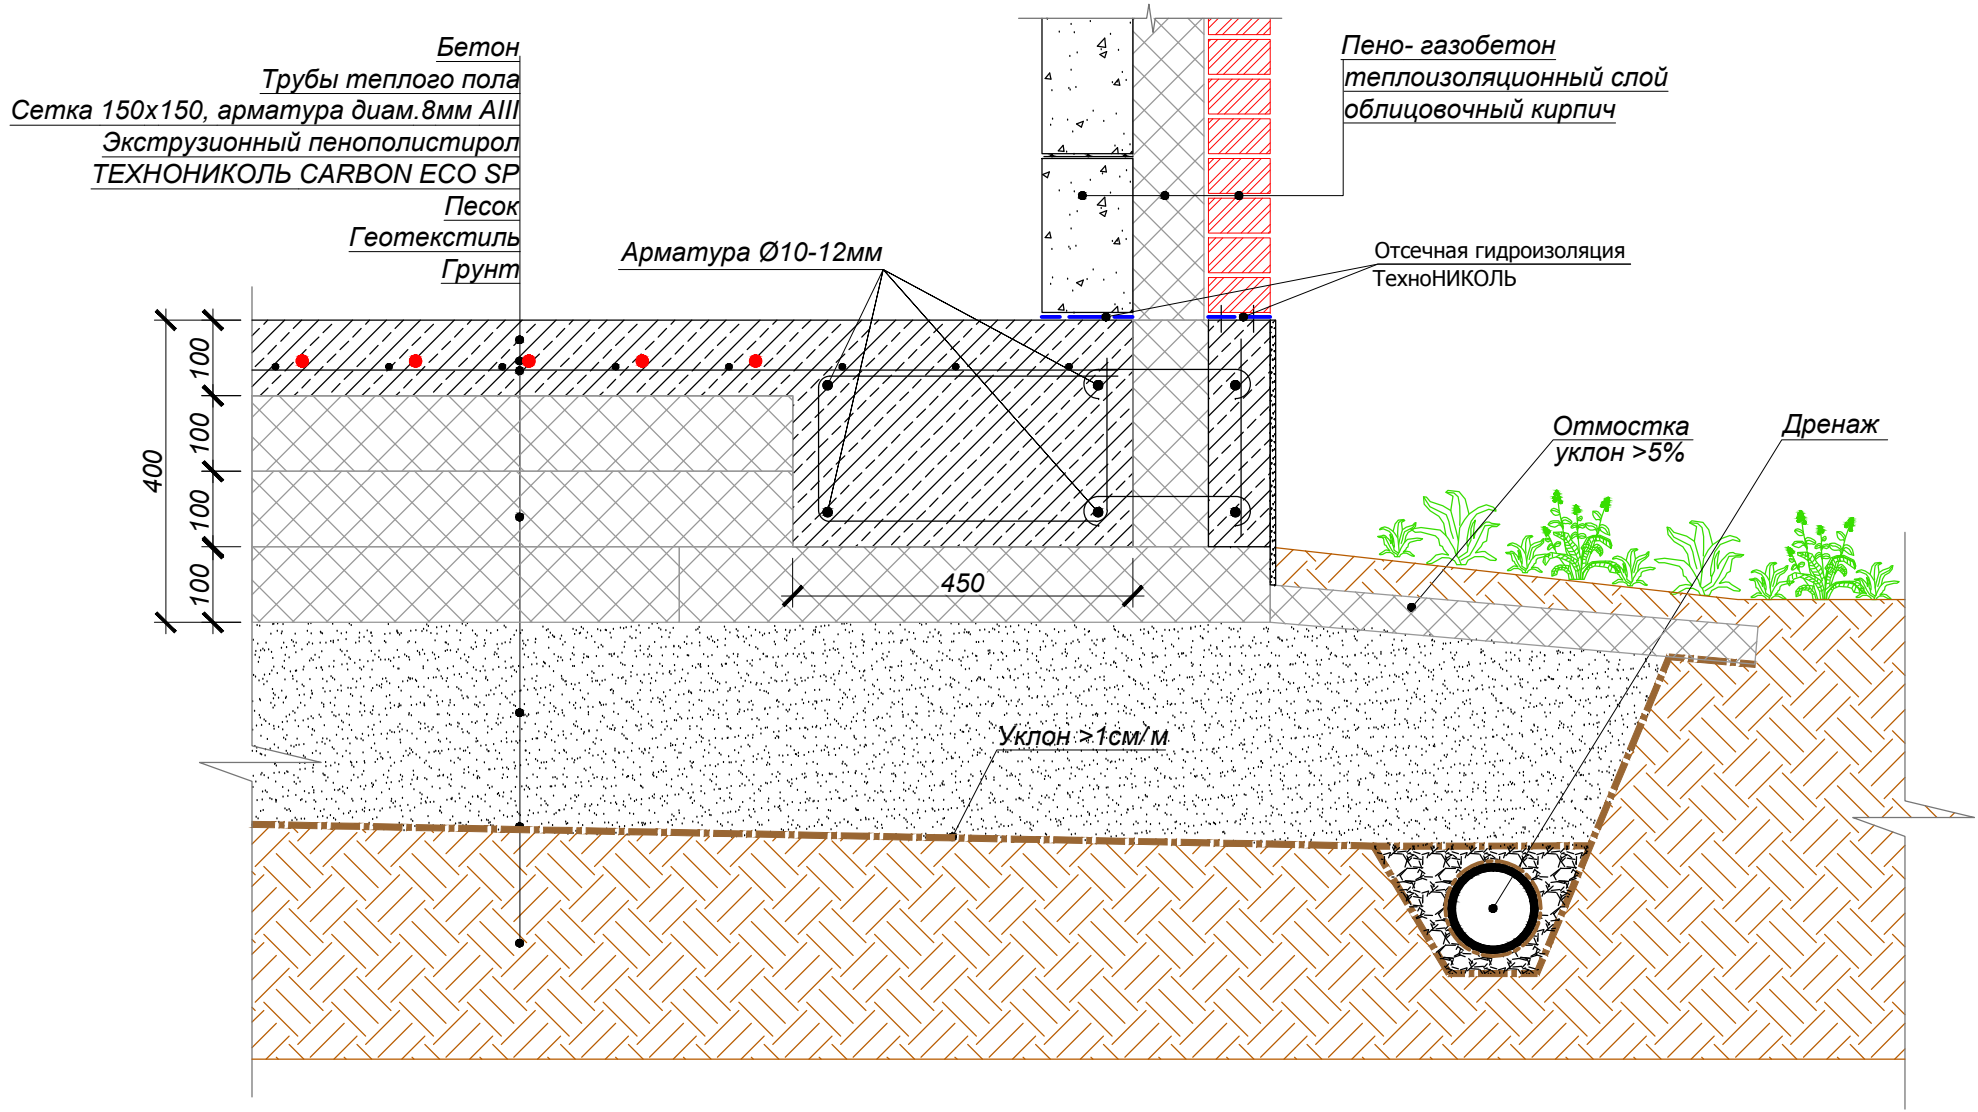 Бетон
Трубы теплого пола
Сетка 150х150, арматура диам.8мм АIII
Экструзионный пенополистирол
ТЕХНОНИКОЛЬ CARBON ECO SP
Песок
Геотекстиль
Грунт
Арматура Ø10-12мм
Пено- газобетон
теплоизоляционный слой
облицовочный кирпич
Отсечная гидроизоляция
ТехноНИКОЛЬ
100
100
100
100
400
450
Отмостка
уклон >5%
Дренаж
Уклон >1см/м